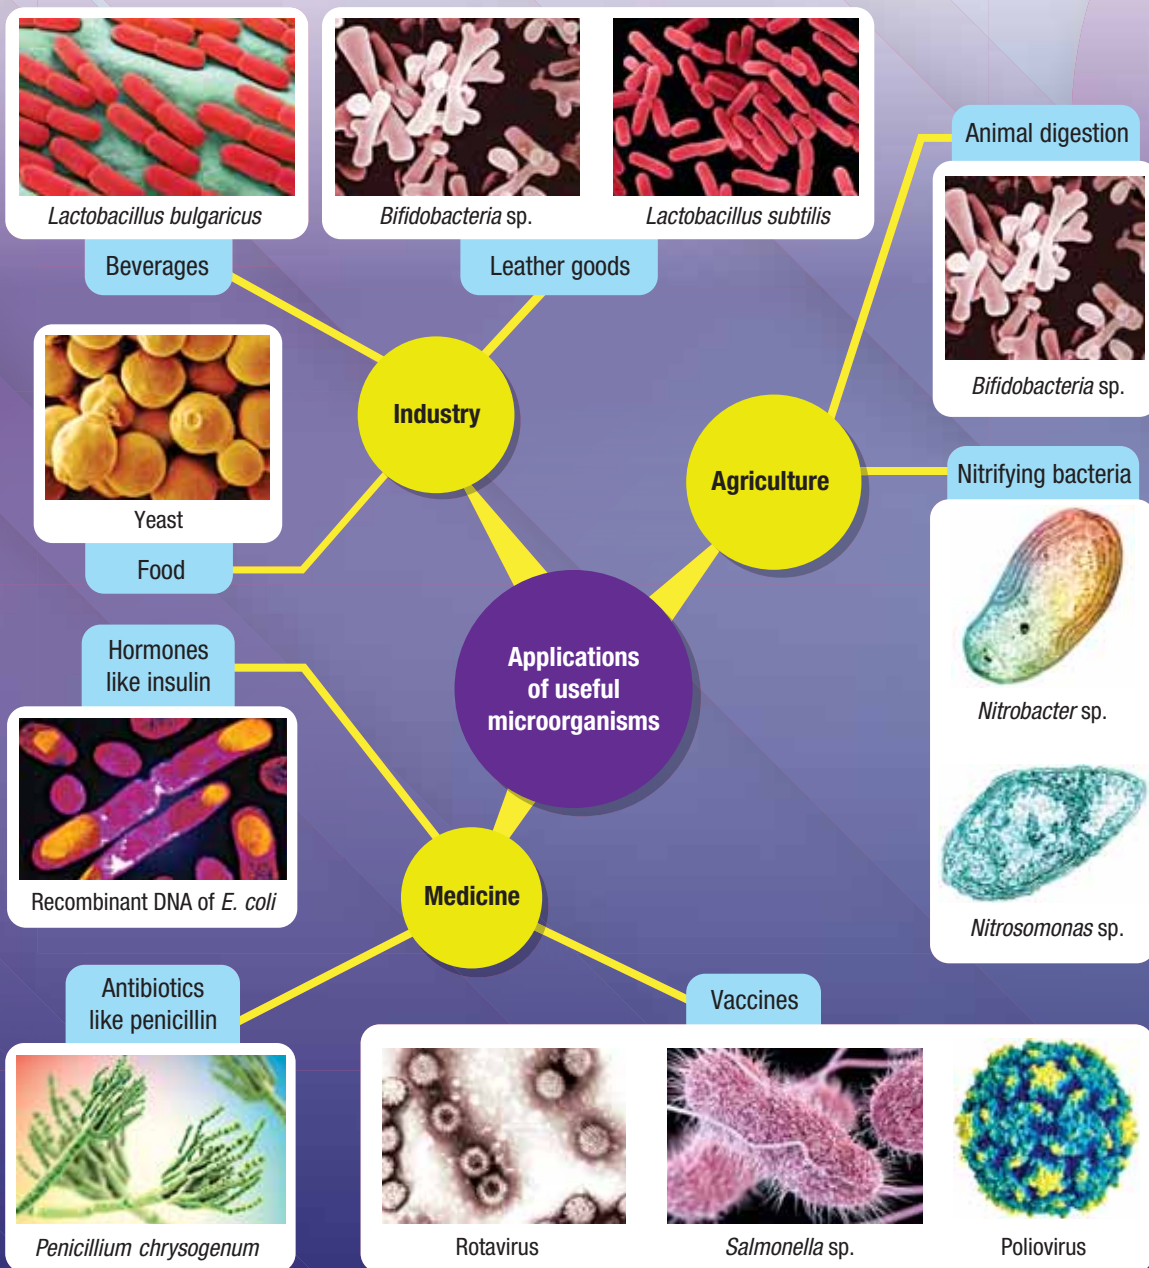 Lactobacillus bulgaricus
Beverages
Bifidobacteria sp.
Lactobacillus subtilis
Leather goods
Animal digestion
Bifidobacteria sp.
Yeast
Food
Industry
Agriculture
Nitrifying bacteria
Nitrobacter sp.
Nitrosomonas sp.
Applications
of useful
microorganisms
Hormones
like insulin
Recombinant DNA of E. coli
Medicine
Antibiotics
like penicillin
Penicillium chrysogenum
Vaccines
Rotavirus
Salmonella sp.
Poliovirus